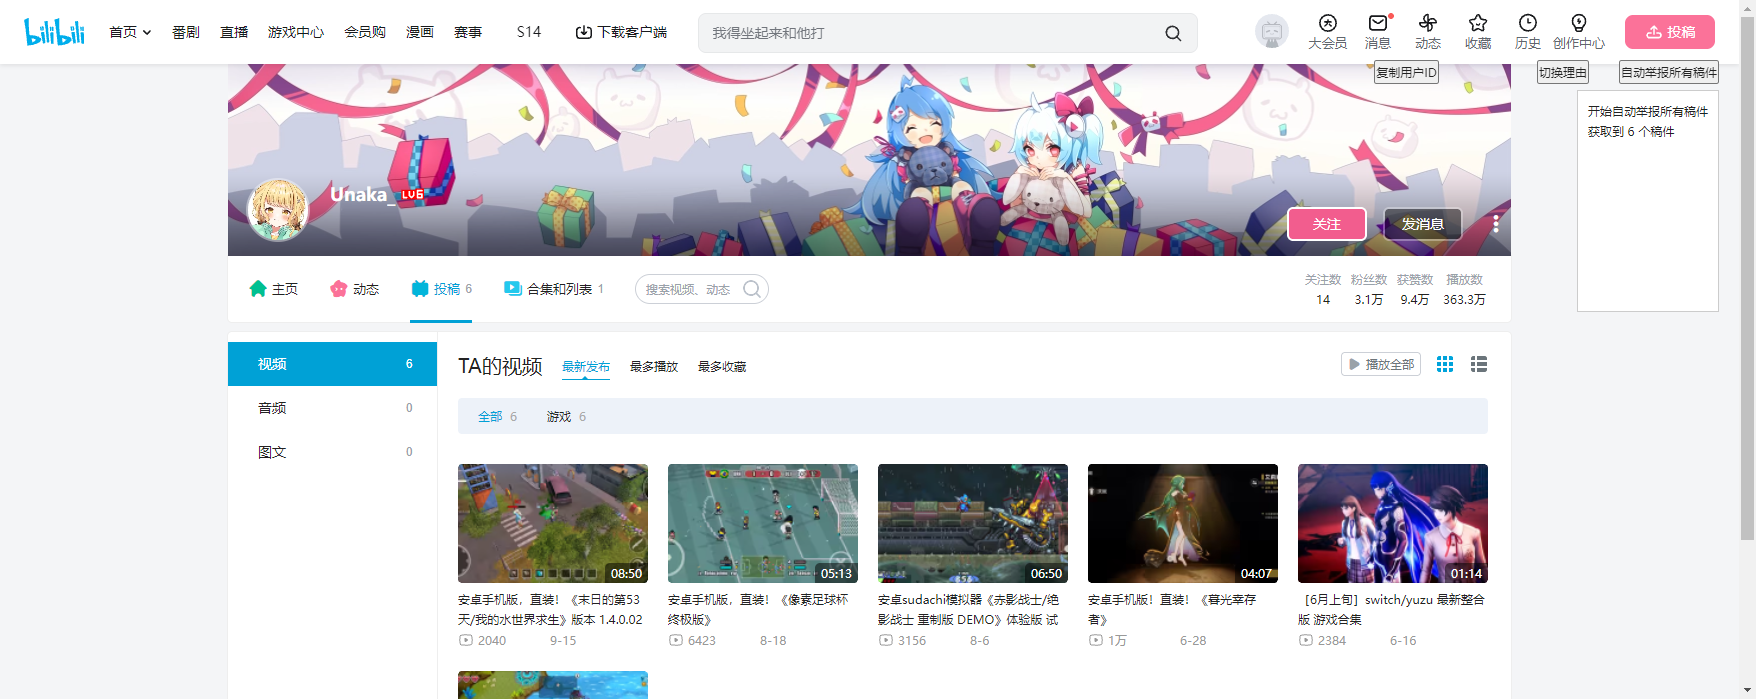 bilibili
首页
番剧
直播
游戏中心
会员购
漫画
赛事
S14
下载客户端
我得坐起来和他打
大会员
消息
动态
收藏
历史
创作中心
投稿
复制用户ID
切换理由
自动举报所有稿件
开始自动举报所有稿件
获取到 6 个稿件
Unaka_
LV6
关注
发消息
主页
动态
投稿 6
合集和列表 1
搜索视频、动态
关注数 粉丝数 获赞数 播放数
14 3.1万 9.4万 363.3万
视频 6
音频 0
图文 0
TA的视频
最新发布
最多播放
最多收藏
播放全部
全部 6
游戏 6
08:50
05:13
06:50
04:07
01:14
安卓手机版，直装！《末日的第53
天/我的水世界求生》版本 1.4.0.02
2040 9-15
安卓手机版，直装！《像素足球杯
终极版》
6423 8-18
安卓sudachi模拟器《赤影战士/绝
影战士 重制版 DEMO》体验版 试
3156 8-6
安卓手机版！直装！《暮光幸存
者》
1万 6-28
［6月上旬］switch/yuzu 最新整合
版 游戏合集
2384 6-16